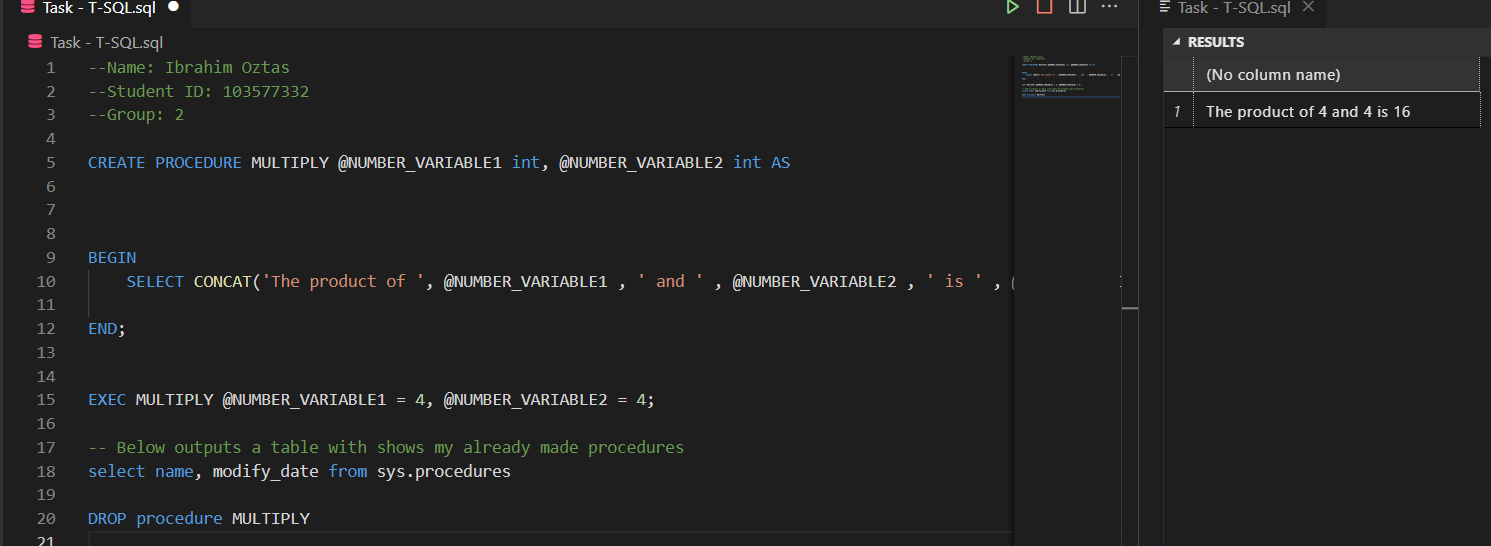 Task - T-SQL.sql
Task - T-SQL.sql
1 --Name: Ibrahim Oztas
2 --Student ID: 103577332
3 --Group: 2
4
5 CREATE PROCEDURE MULTIPLY @NUMBER_VARIABLE1 int, @NUMBER_VARIABLE2 int AS
6
7
8
9 BEGIN
10 SELECT CONCAT('The product of ', @NUMBER_VARIABLE1 , ' and ' , @NUMBER_VARIABLE2 , ' is ' ,
11
12 END;
13
14
15 EXEC MULTIPLY @NUMBER_VARIABLE1 = 4, @NUMBER_VARIABLE2 = 4;
16
17 -- Below outputs a table with shows my already made procedures
18 select name, modify_date from sys.procedures
19
20 DROP procedure MULTIPLY
21
Task - T-SQL.sql
RESULTS
(No column name)
1 The product of 4 and 4 is 16